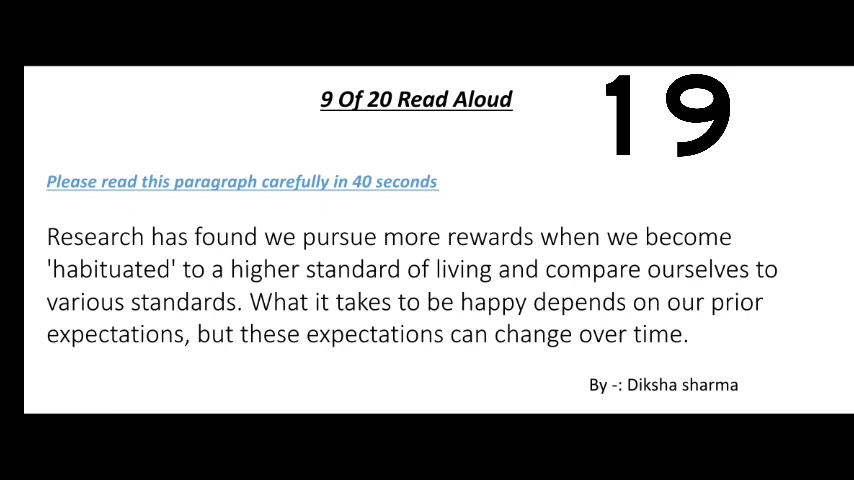 9 Of 20 Read Aloud
19
Please read this paragraph carefully in 40 seconds
Research has found we pursue more rewards when we become
'habituated' to a higher standard of living and compare ourselves to
various standards. What it takes to be happy depends on our prior
expectations, but these expectations can change over time.
By -: Diksha sharma